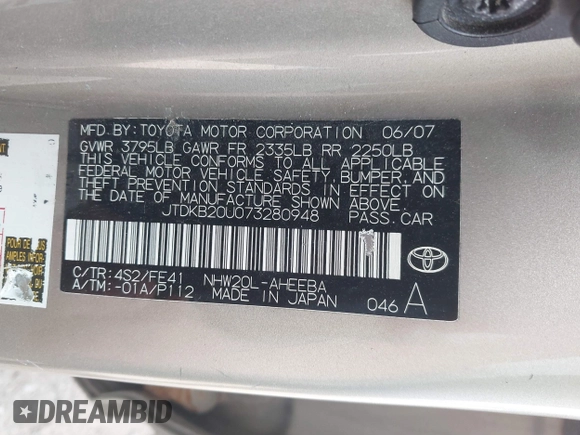 MFD. BY: TOYOTA MOTOR CORPORATION 06/07
GVWR 3795LB GAWR FR 2335LB RR 2250LB
THIS VEHICLE CONFORMS TO ALL APPLICABLE
FEDERAL MOTOR VEHICLE SAFETY, BUMPER, AND
THEFT PREVENTION STANDARDS IN EFFECT ON
THE DATE OF MANUFACTURE SHOWN ABOVE.
JTDKB20U073280948 PASS. CAR
C/TR: 4S2/FE41 NHW20L-AHEEBA
A/TM: -01A/P112 MADE IN JAPAN
046 A
TOYOTA
DREAMBID